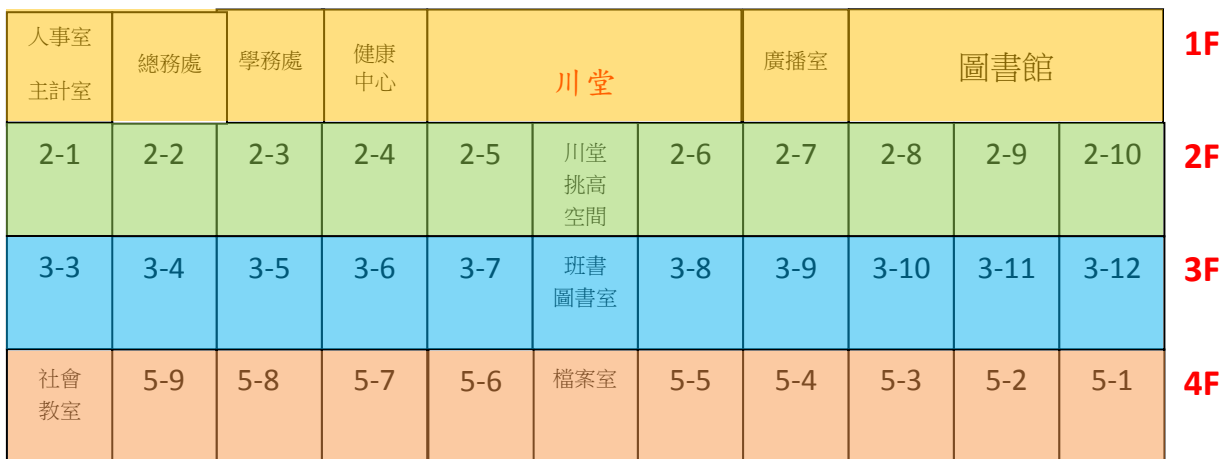 人事室
主計室
總務處
學務處
健康
中心
川堂
廣播室
圖書館
1F
2-1
2-2
2-3
2-4
2-5
川堂
挑高
空間
2-6
2-7
2-8
2-9
2-10
2F
3-3
3-4
3-5
3-6
3-7
班書
圖書室
3-8
3-9
3-10
3-11
3-12
3F
社會
教室
5-9
5-8
5-7
5-6
檔案室
5-5
5-4
5-3
5-2
5-1
4F